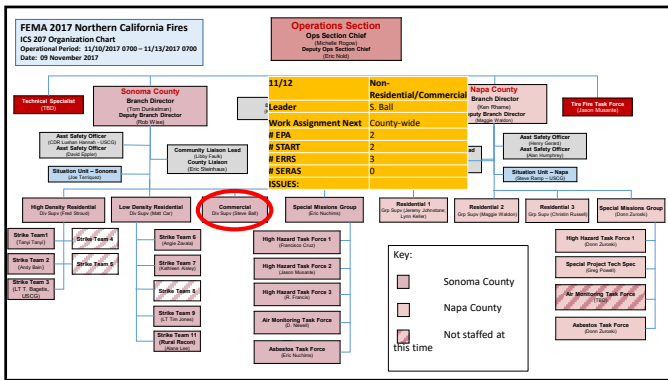 FEMA 2017 Northern California Fires
ICS 207 Organization Chart
Operational Period: 11/10/2017 0700 – 11/13/2017 0700
Date: 09 November 2017
Operations Section
Ops Section Chief
(Michelle Rogow)
Deputy Ops Section Chief
(Eric Nold)
Technical Specialist
(TBD)
Sonoma County
Branch Director
(Tom Dunkelman)
Deputy Branch Director
(Rob Wise)
11/12
Non-Residential/Commercial
Leader
S. Ball
Work Assignment Next
County-wide
# EPA
2
# START
2
# ERRS
3
# SERAS
0
ISSUES:
Napa County
Branch Director
(Ken Rhame)
eputy Branch Director
(Maggie Waldon)
Tire Fire Task Force
(Jason Musante)
Asst Safety Officer
(CDR Lushan Hannah - USCG)
Asst Safety Officer
(David Eppler)
Situation Unit – Sonoma
(Joe Terriquez)
Community Liaison Lead
(Libby Faulk)
County Liaison
(Eric Steinhaus)
Asst Safety Officer
(Henry Gerard)
Asst Safety Officer
(Alan Humphrey)
Situation Unit - Napa
(Steve Ramp – USCG)
High Density Residential
Div Supv (Fred Stroud)
Low Density Residential
Div Supv (Matt Car)
Commercial
Div Supv (Steve Ball)
Special Missions Group
(Eric Nuchims)
Residential 1
Grp Supv (Jeremy Johnstone;
Lynn Keller)
Residential 2
Grp Supv (Maggie Waldon)
Residential 3
Grp Supv (Christin Russell)
Special Missions Group
(Donn Zuroski)
Strike Team1
(Tanyi Tanyi)
Strike Team 2
(Andy Bain)
Strike Team 3
(LT T. Bagetis,
USCG)
Strike Team 4
Strike Team 5
Strike Team 6
(Angie Zavala)
Strike Team 7
(Kathleen Aisley)
Strike Team 8
Strike Team 9
(LT Tim Jones)
Strike Team 11
(Rural Recon)
(Alana Lee)
High Hazard Task Force 1
(Francisco Cruz)
High Hazard Task Force 2
(Jason Musante)
High Hazard Task Force 3
(R. Francis)
Air Monitoring Task Force
(D. Newell)
Asbestos Task Force
(Eric Nuchims)
Key:
Sonoma County
Napa County
Not staffed at
this time
High Hazard Task Force 1
(Donn Zuroski)
Special Project Tech Spec
(Greg Powell)
Air Monitoring Task Force
(TBD)
Asbestos Task Force
(Donn Zuroski)